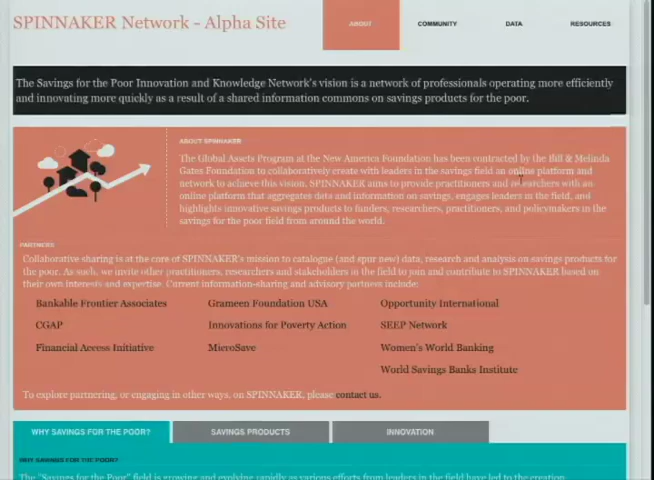 SPINNAKER Network - Alpha Site
ABOUT
COMMUNITY
DATA
RESOURCES
The Savings for the Poor Innovation and Knowledge Network's vision is a network of professionals operating more efficiently
and innovating more quickly as a result of a shared information commons on savings products for the poor.
ABOUT SPINNAKER
The Global Assets Program at the New America Foundation has been contracted by the Bill & Melinda
Gates Foundation to collaboratively create with leaders in the savings field an online platform and
network to achieve this vision. SPINNAKER aims to provide practitioners and researchers with an
online platform that aggregates data and information on savings, engages leaders in the field, and
highlights innovative savings products to funders, researchers, practitioners, and policymakers in the
savings for the poor field from around the world.
PARTNERS
Collaborative sharing is at the core of SPINNAKER's mission to catalogue (and spur new) data, research and analysis on savings products for
the poor. As such, we invite other practitioners, researchers and stakeholders in the field to join and contribute to SPINNAKER based on
their own interests and expertise. Current information-sharing and advisory partners include:
Bankable Frontier Associates
Grameen Foundation USA
Opportunity International
CGAP
Innovations for Poverty Action
SEEP Network
Financial Access Initiative
MicroSave
Women's World Banking
World Savings Banks Institute
To explore partnering, or engaging in other ways, on SPINNAKER, please contact us.
WHY SAVINGS FOR THE POOR?
SAVINGS PRODUCTS
INNOVATION
WHY SAVINGS FOR THE POOR?
The "Savings for the Poor" field is growing and evolving rapidly as various efforts from leaders in the field have led to the creation